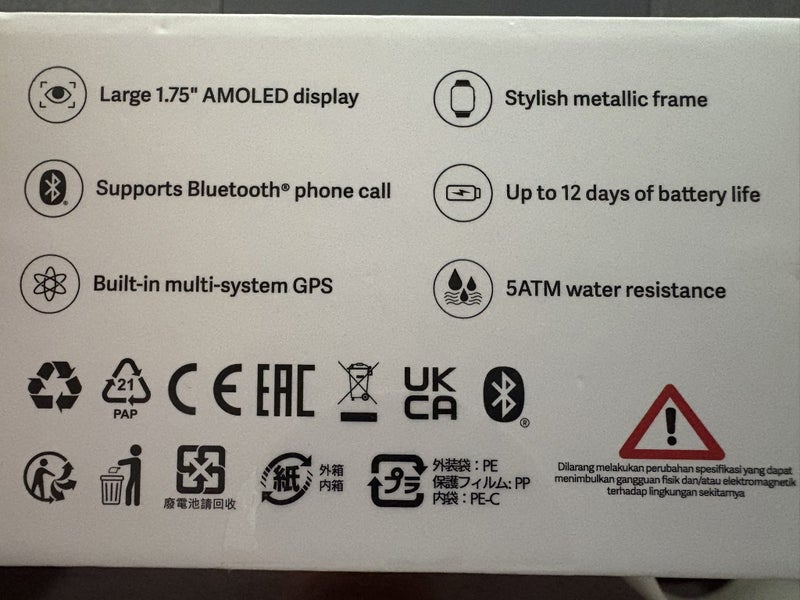 Large 1.75" AMOLED display
Stylish metallic frame
Supports Bluetooth® phone call
Up to 12 days of battery life
Built-in multi-system GPS
5ATM water resistance
21
PAP
CE
EAC
UK
CA
®
廢電池請回收
紙
外箱
内箱
プラ
外装袋：PE
保護フィルム: PP
内袋：PE-C
Dilarang melakukan perubahan spesifikasi yang dapat
menimbulkan gangguan fisik dan/atau elektromagnetik
terhadap lingkungan sekitarnya